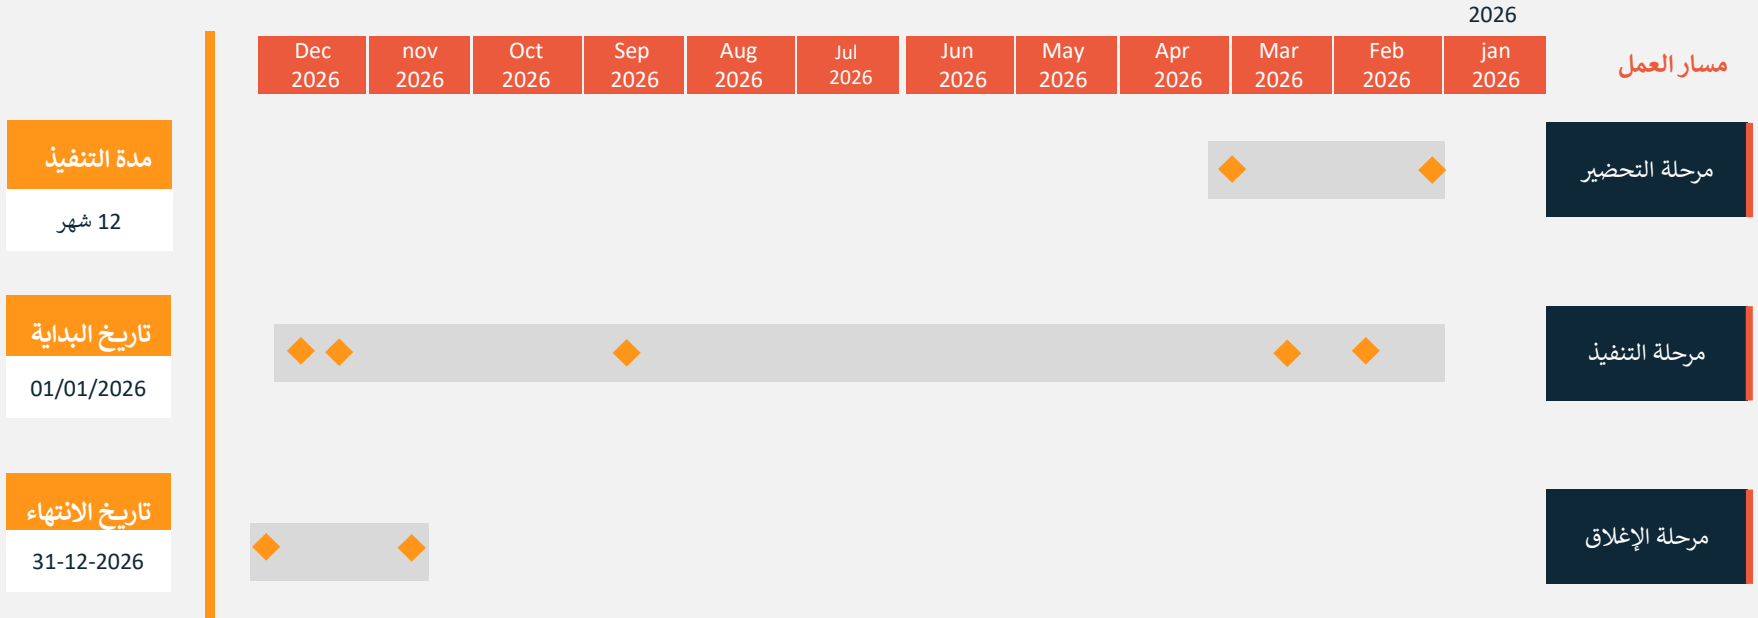 2026
مسار العمل
jan
2026
Feb
2026
Mar
2026
Apr
2026
May
2026
Jun
2026
Jul
2026
Aug
2026
Sep
2026
Oct
2026
nov
2026
Dec
2026
مرحلة التحضير
مرحلة التنفيذ
مرحلة الإغلاق
مدة التنفيذ
12 شهر
تاريخ البداية
01/01/2026
تاريخ الانتهاء
31-12-2026